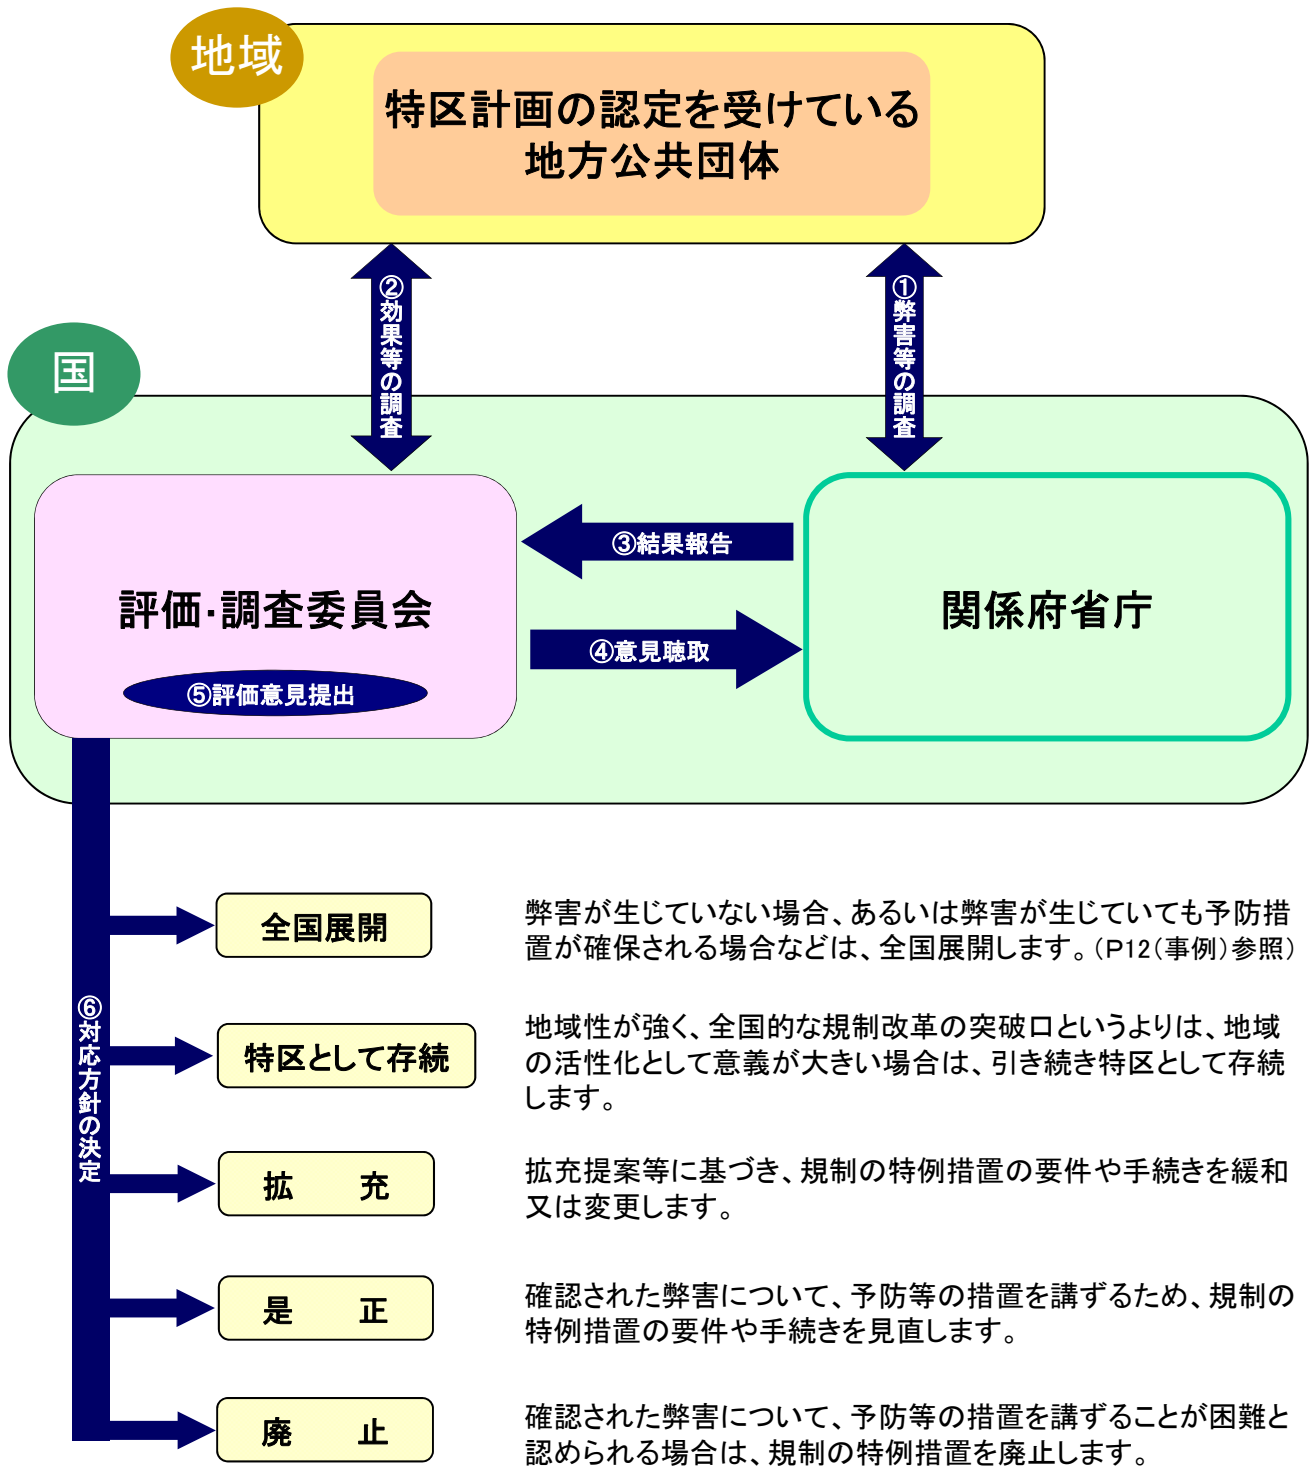 地域
特区計画の認定を受けている
地方公共団体
②効果等の調査
①弊害等の調査
国
③結果報告
評価・調査委員会
関係府省庁
④意見聴取
⑤評価意見提出
⑥対応方針の決定
全国展開
弊害が生じていない場合、あるいは弊害が生じていても予防措
置が確保される場合などは、全国展開します。（P12（事例）参照）
特区として存続
地域性が強く、全国的な規制改革の突破口というよりは、地域
の活性化として意義が大きい場合は、引き続き特区として存続
します。
拡　　充
拡充提案等に基づき、規制の特例措置の要件や手続きを緩和
又は変更します。
是　　正
確認された弊害について、予防等の措置を講ずるため、規制の
特例措置の要件や手続きを見直します。
廃　　止
確認された弊害について、予防等の措置を講ずることが困難と
認められる場合は、規制の特例措置を廃止します。